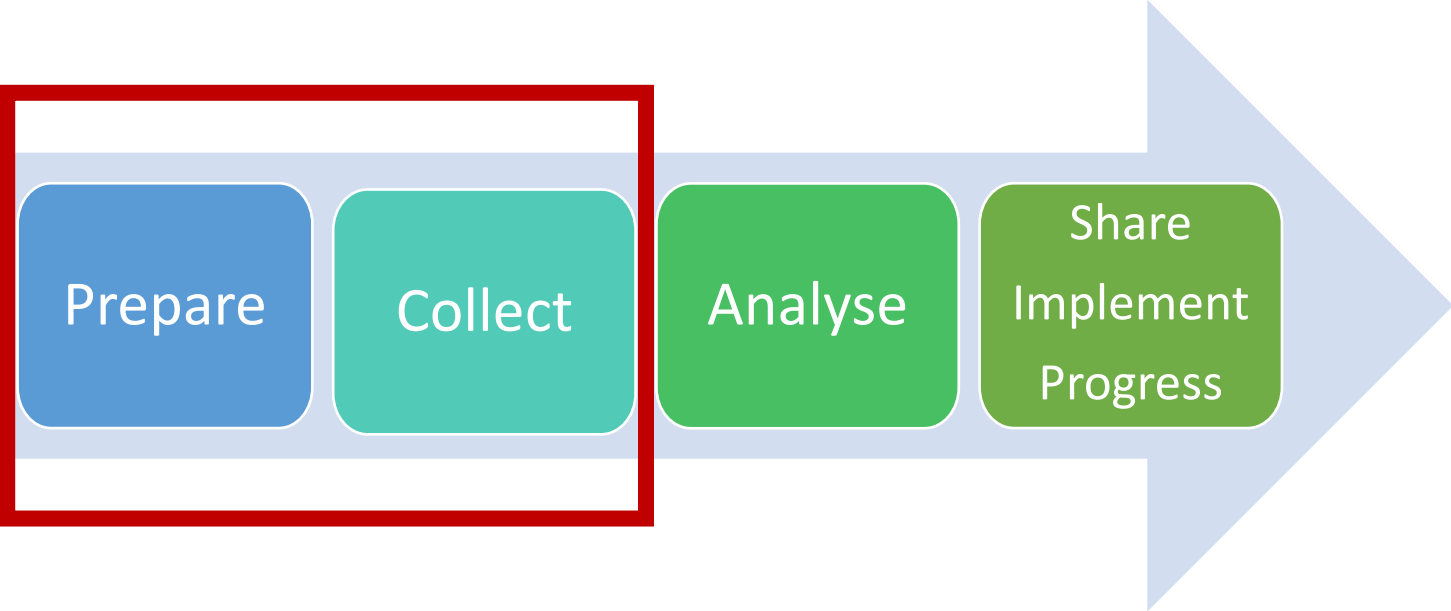 Prepare
Collect
Analyse
Share
Implement
Progress